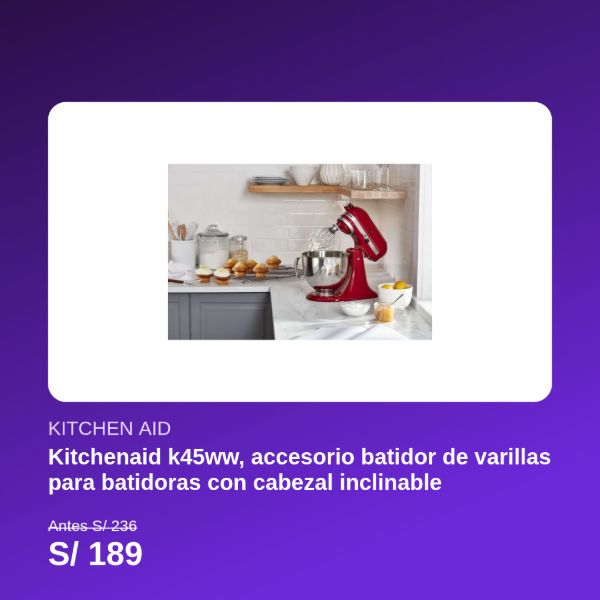 KITCHEN AID
Kitchenaid k45ww, accesorio batidor de varillas
para batidoras con cabezal inclinable
Antes S/ 236
S/ 189